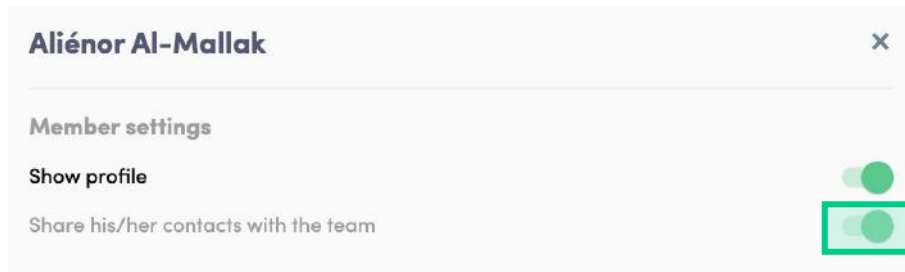 Aliénor Al-Mallak
Member settings
Show profile
Share his/her contacts with the team